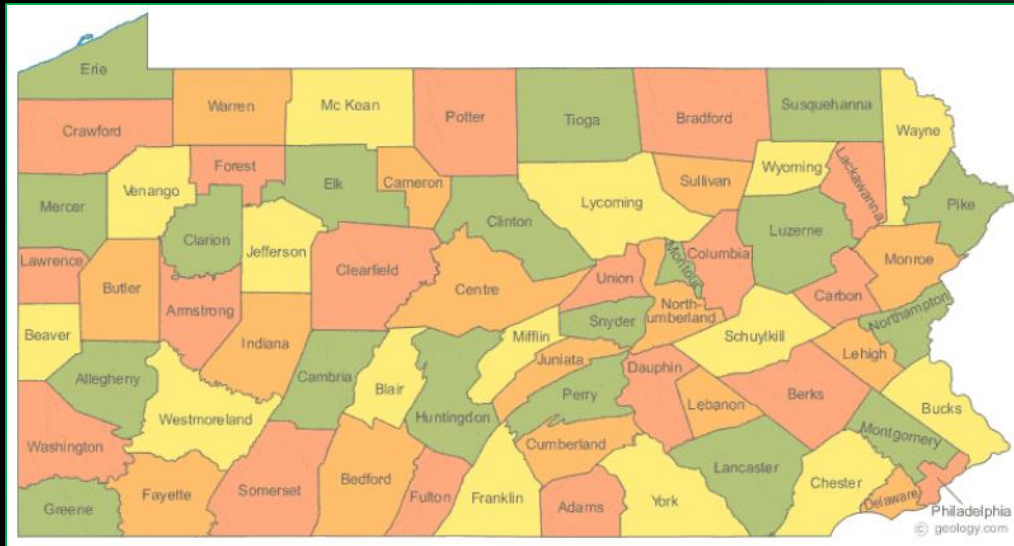 Erie
Warren
Mc Kean
Potter
Tioga
Bradford
Susquehanna
Wayne
Crawford
Forest
Elk
Cameron
Sullivan
Wyoming
Lackawanna
Venango
Mercer
Clarion
Jefferson
Clinton
Lycoming
Luzerne
Pike
Lawrence
Butler
Armstrong
Clearfield
Centre
Union
Montour
Columbia
Carbon
Monroe
Beaver
Indiana
Mifflin
Snyder
North-
umberland
Schuylkill
Northampton
Allegheny
Cambria
Blair
Huntingdon
Juniata
Perry
Dauphin
Lebanon
Berks
Lehigh
Bucks
Westmoreland
Washington
Cumberland
Montgomery
Lancaster
Greene
Fayette
Somerset
Bedford
Fulton
Franklin
Adams
York
Chester
Delaware
Philadelphia
© geology.com